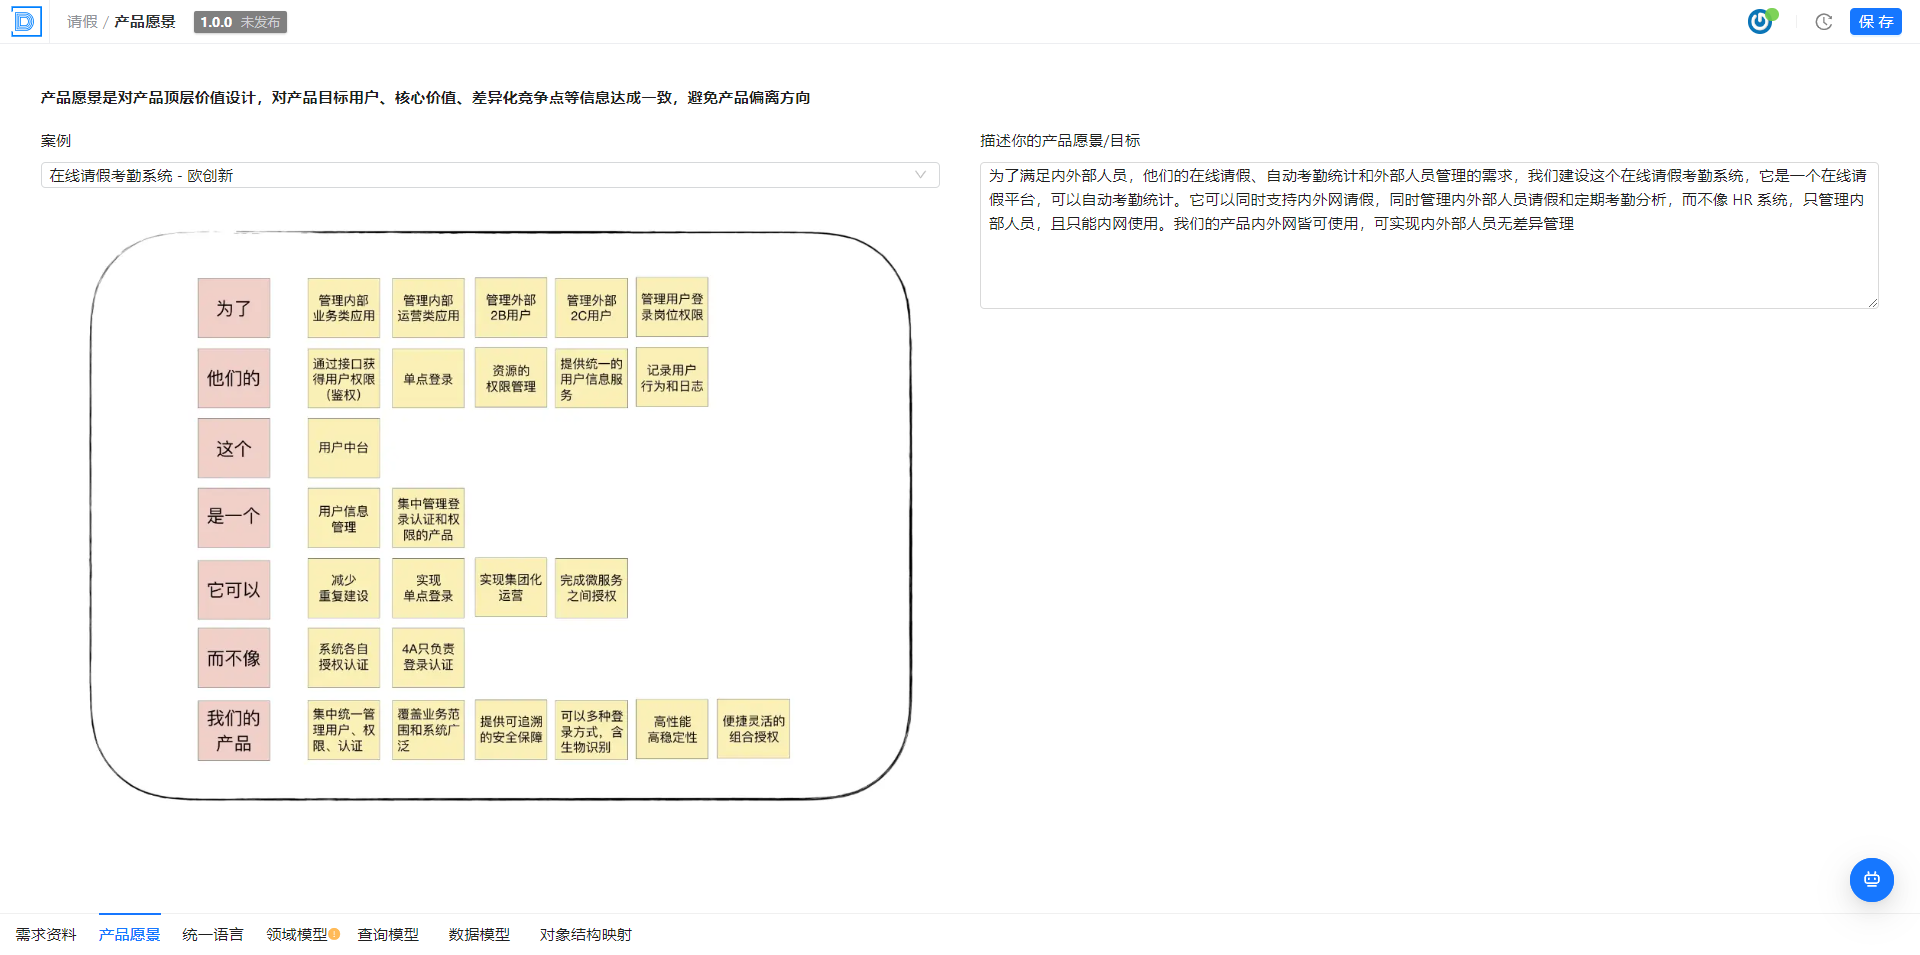 请假 / 产品愿景 1.0.0 未发布
保 存
产品愿景是对产品顶层价值设计，对产品目标用户、核心价值、差异化竞争点等信息达成一致，避免产品偏离方向
案例
在线请假考勤系统 - 欧创新
描述你的产品愿景/目标
为了满足内外部人员，他们的在线请假、自动考勤统计和外部人员管理的需求，我们建设这个在线请假考勤系统，它是一个在线请
假平台，可以自动考勤统计。它可以同时支持内外网请假，同时管理内外部人员请假和定期考勤分析，而不像 HR 系统，只管理内
部人员，且只能内网使用。我们的产品内外网皆可使用，可实现内外部人员无差异管理
为了
管理内部
业务类应用
管理内部
运营类应用
管理外部
2B用户
管理外部
2C用户
管理用户登
录岗位权限
他们的
通过接口获
得用户权限
（鉴权）
单点登录
资源的
权限管理
提供统一的
用户信息服
务
记录用户
行为和日志
这个
用户中台
是一个
用户信息
管理
集中管理登
录认证和权
限的产品
它可以
减少
重复建设
实现
单点登录
实现集团化
运营
完成微服务
之间授权
而不像
系统各自
授权认证
4A只负责
登录认证
我们的
产品
集中统一管
理用户、权
限、认证
覆盖业务范
围和系统广
泛
提供可追溯
的安全保障
可以多种登
录方式，含
生物识别
高性能
高稳定性
便捷灵活的
组合授权
需求资料 产品愿景 统一语言 领域模型 查询模型 数据模型 对象结构映射